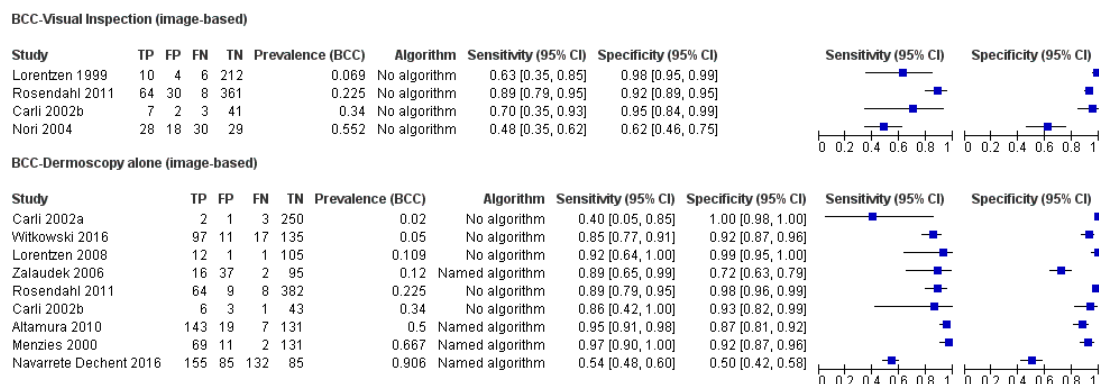 BCC-Visual Inspection (image-based)
Study TP FP FN TN Prevalence (BCC) Algorithm Sensitivity (95% CI) Specificity (95% CI) Sensitivity (95% CI) Specificity (95% CI)
Lorentzen 1999 10 4 6 212 0.069 No algorithm 0.63 [0.35, 0.85] 0.98 [0.95, 0.99]
Rosendahl 2011 64 30 8 361 0.225 No algorithm 0.89 [0.79, 0.95] 0.92 [0.89, 0.95]
Carli 2002b 7 2 3 41 0.34 No algorithm 0.70 [0.35, 0.93] 0.95 [0.84, 0.99]
Nori 2004 28 18 30 29 0.552 No algorithm 0.48 [0.35, 0.62] 0.62 [0.46, 0.75]
0 0.2 0.4 0.6 0.8 1 0 0.2 0.4 0.6 0.8 1
BCC-Dermoscopy alone (image-based)
Study TP FP FN TN Prevalence (BCC) Algorithm Sensitivity (95% CI) Specificity (95% CI) Sensitivity (95% CI) Specificity (95% CI)
Carli 2002a 2 1 3 250 0.02 No algorithm 0.40 [0.05, 0.85] 1.00 [0.98, 1.00]
Witkowski 2016 97 11 17 135 0.05 No algorithm 0.85 [0.77, 0.91] 0.92 [0.87, 0.96]
Lorentzen 2008 12 1 1 105 0.109 No algorithm 0.92 [0.64, 1.00] 0.99 [0.95, 1.00]
Zalaudek 2006 16 37 2 95 0.12 Named algorithm 0.89 [0.65, 0.99] 0.72 [0.63, 0.79]
Rosendahl 2011 64 9 8 382 0.225 No algorithm 0.89 [0.79, 0.95] 0.98 [0.96, 0.99]
Carli 2002b 6 3 1 43 0.34 No algorithm 0.86 [0.42, 1.00] 0.93 [0.82, 0.99]
Altamura 2010 143 19 7 131 0.5 Named algorithm 0.95 [0.91, 0.98] 0.87 [0.81, 0.92]
Menzies 2000 69 11 2 131 0.667 Named algorithm 0.97 [0.90, 1.00] 0.92 [0.87, 0.96]
Navarrete Dechent 2016 155 85 132 85 0.906 Named algorithm 0.54 [0.48, 0.60] 0.50 [0.42, 0.58]
0 0.2 0.4 0.6 0.8 1 0 0.2 0.4 0.6 0.8 1